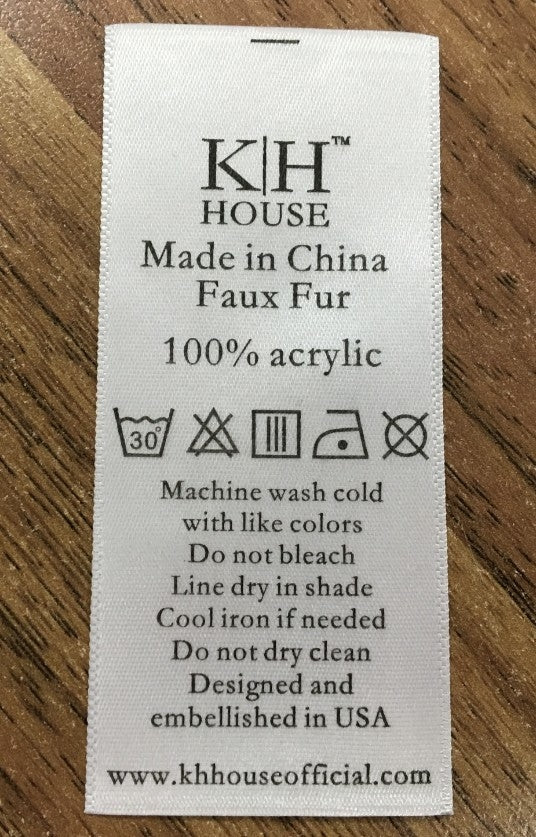 K|H™
HOUSE
Made in China
Faux Fur
100% acrylic
30°
Machine wash cold
with like colors
Do not bleach
Line dry in shade
Cool iron if needed
Do not dry clean
Designed and
embellished in USA
www.khhouseofficial.com